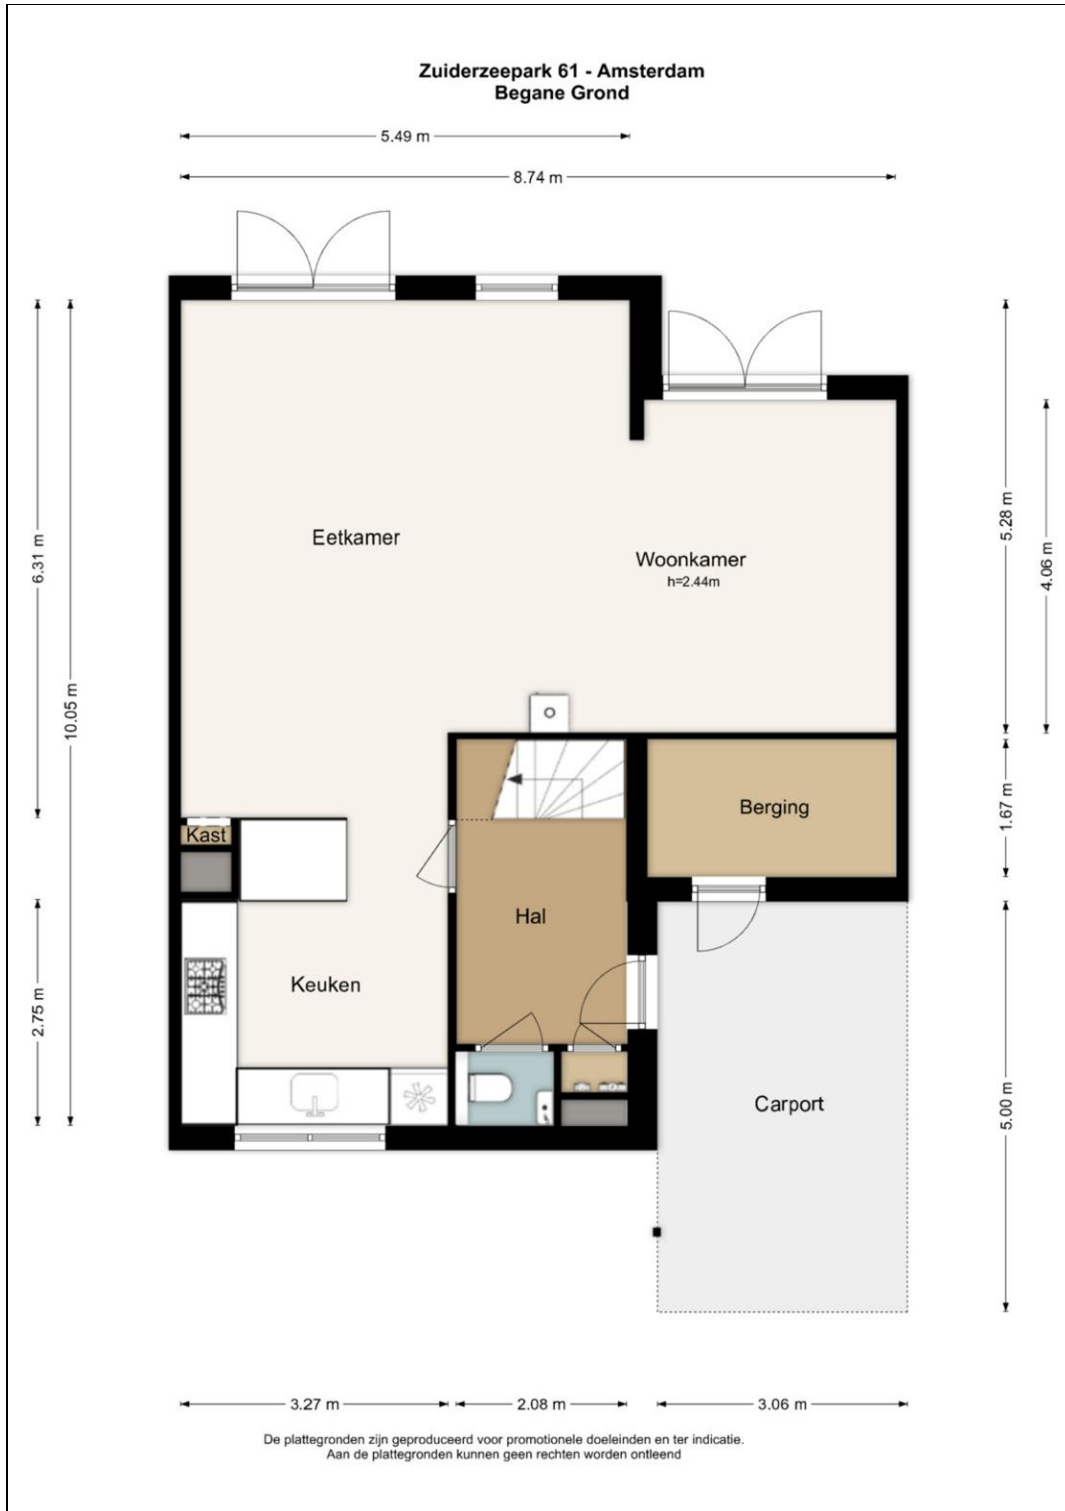 Zuiderzeepark 61 - Amsterdam
Begane Grond
5.49 m
8.74 m
6.31 m
10.05 m
5.28 m
4.06 m
Eetkamer
Woonkamer
h=2.44m
1.67 m
Berging
Kast
Hal
Keuken
2.75 m
Carport
5.00 m
3.27 m
2.08 m
3.06 m
De plattegronden zijn geproduceerd voor promotionele doeleinden en ter indicatie.
Aan de plattegronden kunnen geen rechten worden ontleend